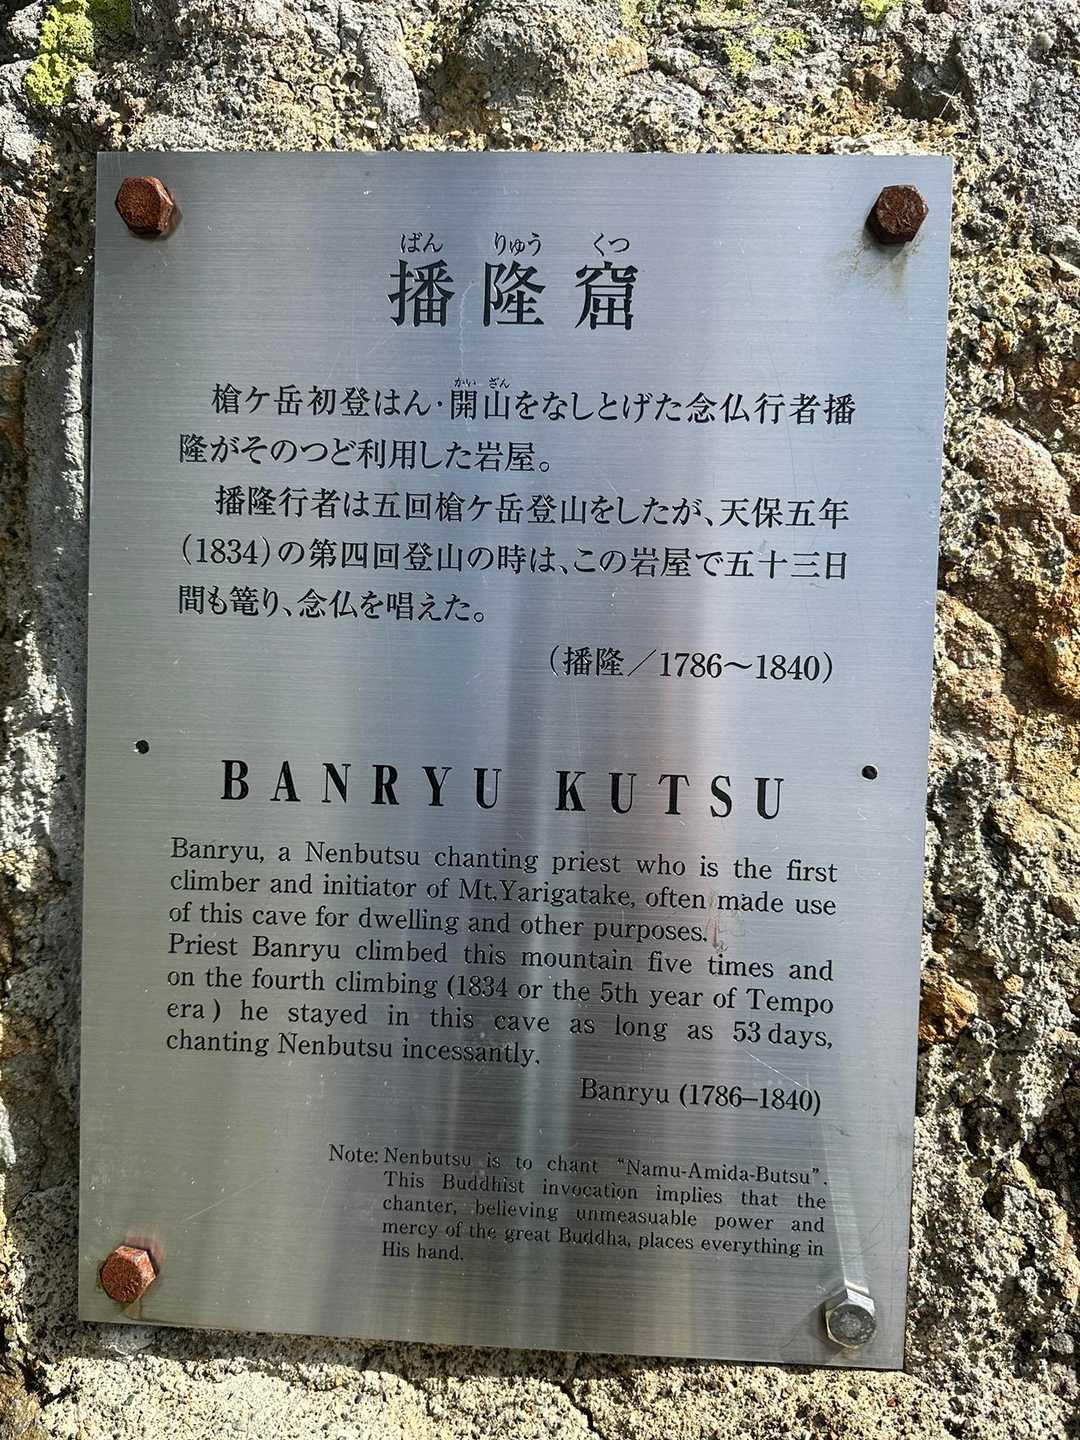 ばん りゅう くつ
播隆窟
かい ざん
槍ケ岳初登はん・開山をなしとげた念仏行者播
隆がそのつど利用した岩屋。
播隆行者は五回槍ケ岳登山をしたが、天保五年
(1834)の第四回登山の時は、この岩屋で五十三日
間も篭り、念仏を唱えた。
(播隆／1786〜1840)
BANRYU KUTSU
Banryu, a Nenbutsu chanting priest who is the first
climber and initiator of Mt.Yarigatake, often made use
of this cave for dwelling and other purposes.
Priest Banryu climbed this mountain five times and
on the fourth climbing (1834 or the 5th year of Tempo
era) he stayed in this cave as long as 53 days,
chanting Nenbutsu incessantly.
Banryu (1786–1840)
Note: Nenbutsu is to chant “Namu-Amida-Butsu”.
This Buddhist invocation implies that the
chanter, believing unmeasuable power and
mercy of the great Buddha, places everything in
His hand.